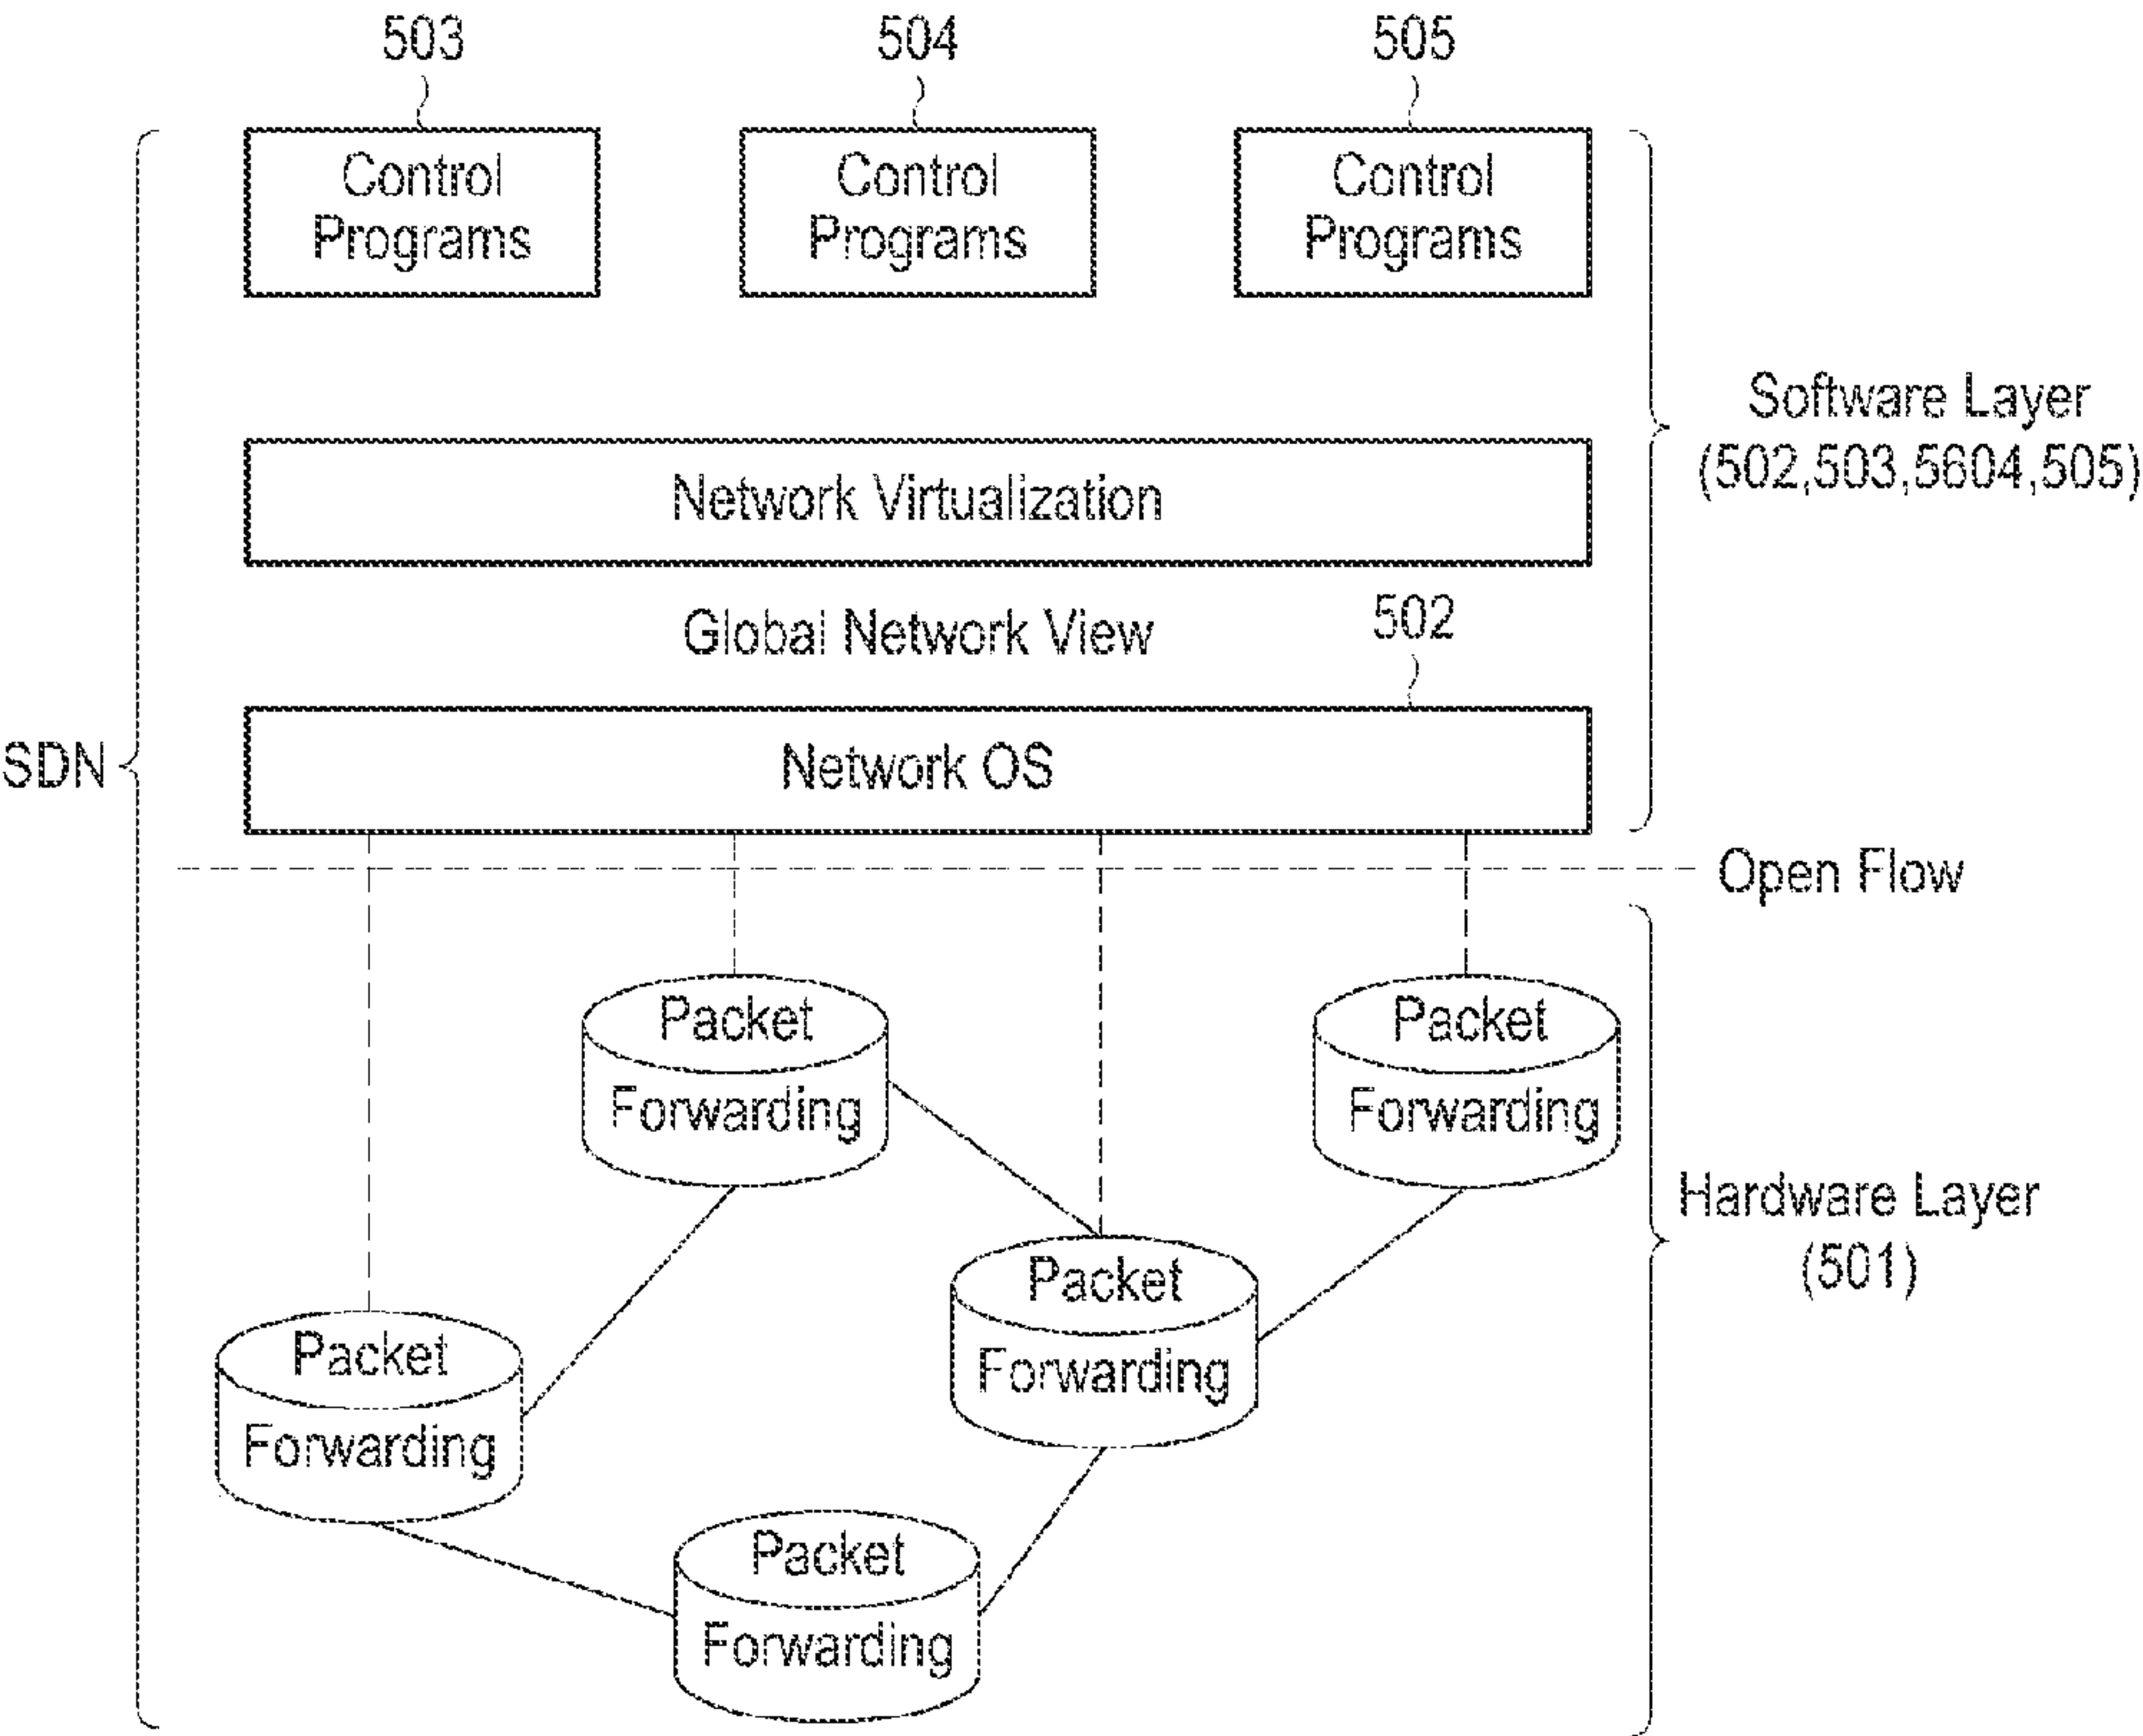 503
504
505
Control
Programs
Control
Programs
Control
Programs
Software Layer
(502,503,5604,505)
Network Virtualization
Global Network View
502
Network OS
SDN
Open Flow
Packet
Forwarding
Packet
Forwarding
Hardware Layer
(501)
Packet
Forwarding
Packet
Forwarding
Packet
Forwarding